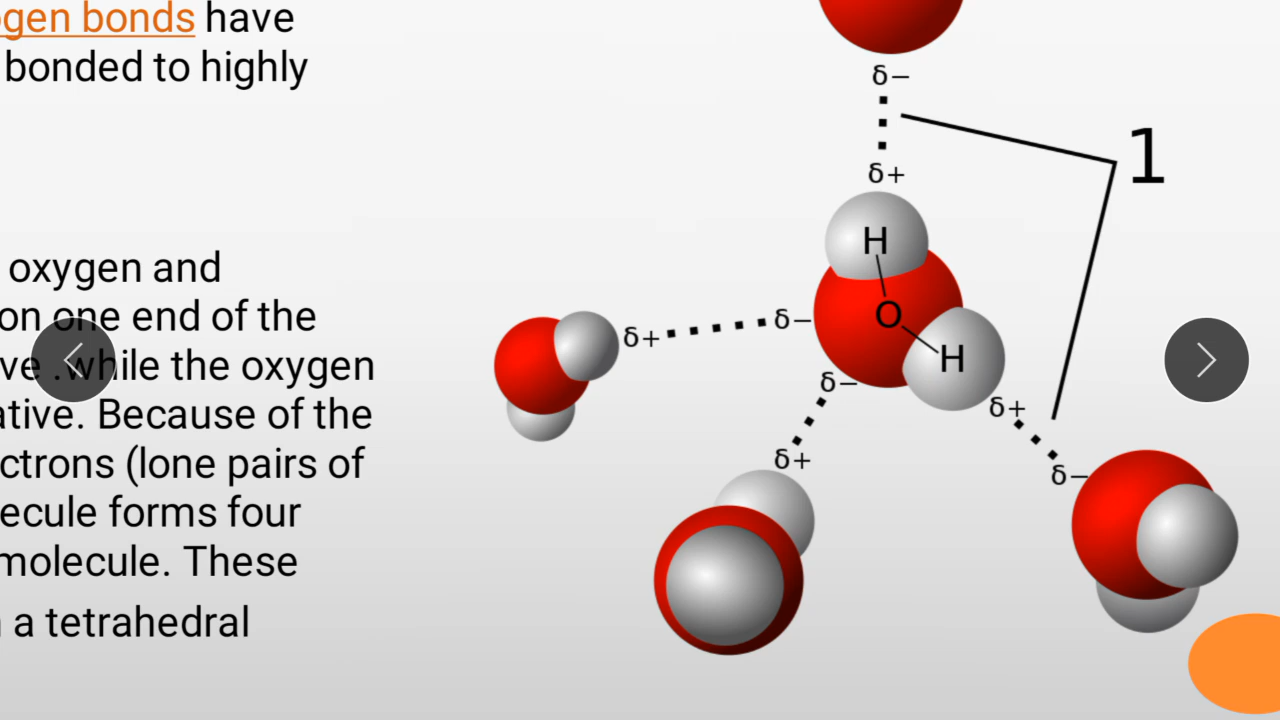 ogen bonds have
bonded to highly
oxygen and
on one end of the
ve .while the oxygen
ative. Because of the
ctrons (lone pairs of
ecule forms four
molecule. These
a tetrahedral
δ−
1
δ+
H
O
δ−
δ+
H
δ−
δ+
δ+
δ−